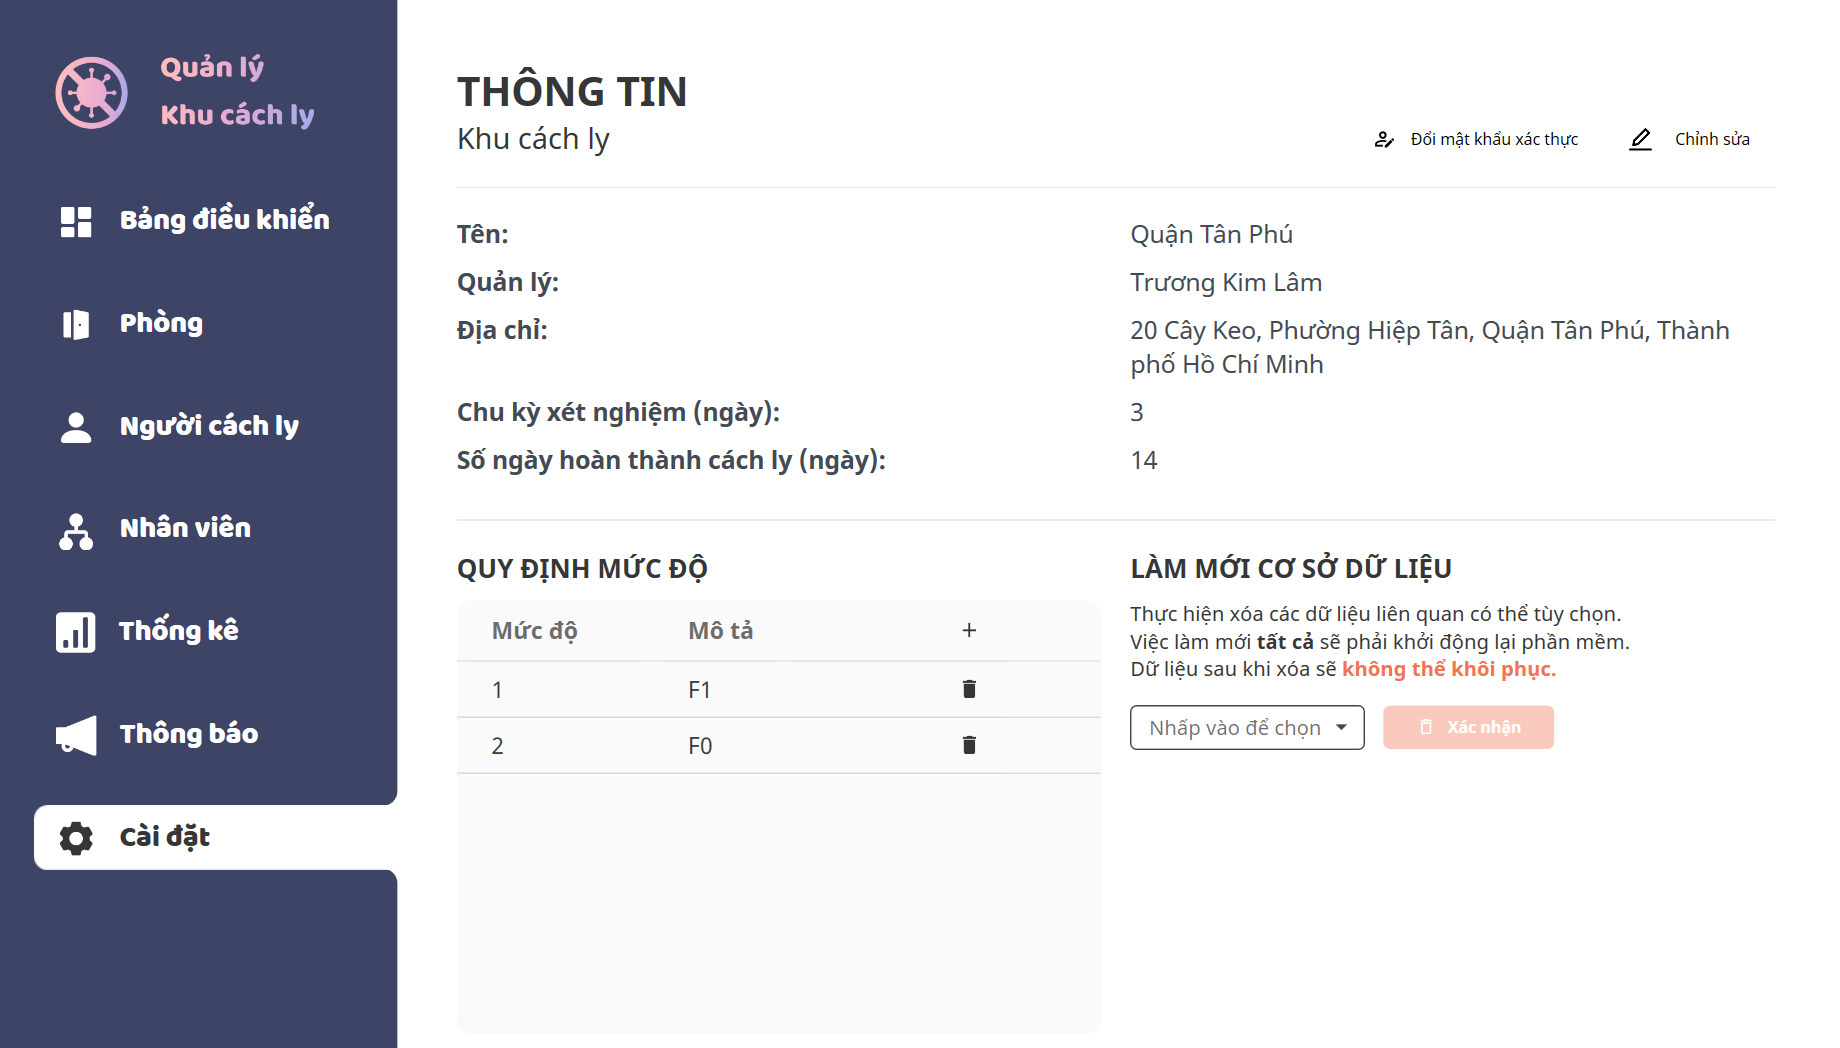 Quản lý
Khu cách ly
Bảng điều khiển
Phòng
Người cách ly
Nhân viên
Thống kê
Thông báo
Cài đặt
THÔNG TIN
Khu cách ly
Đổi mật khẩu xác thực
Chỉnh sửa
Tên:
Quận Tân Phú
Quản lý:
Trương Kim Lâm
Địa chỉ:
20 Cây Keo, Phường Hiệp Tân, Quận Tân Phú, Thành
phố Hồ Chí Minh
Chu kỳ xét nghiệm (ngày):
3
Số ngày hoàn thành cách ly (ngày):
14
QUY ĐỊNH MỨC ĐỘ
Mức độ Mô tả +
1 F1
2 F0
LÀM MỚI CƠ SỞ DỮ LIỆU
Thực hiện xóa các dữ liệu liên quan có thể tùy chọn.
Việc làm mới tất cả sẽ phải khởi động lại phần mềm.
Dữ liệu sau khi xóa sẽ không thể khôi phục.
Nhấp vào để chọn
Xác nhận